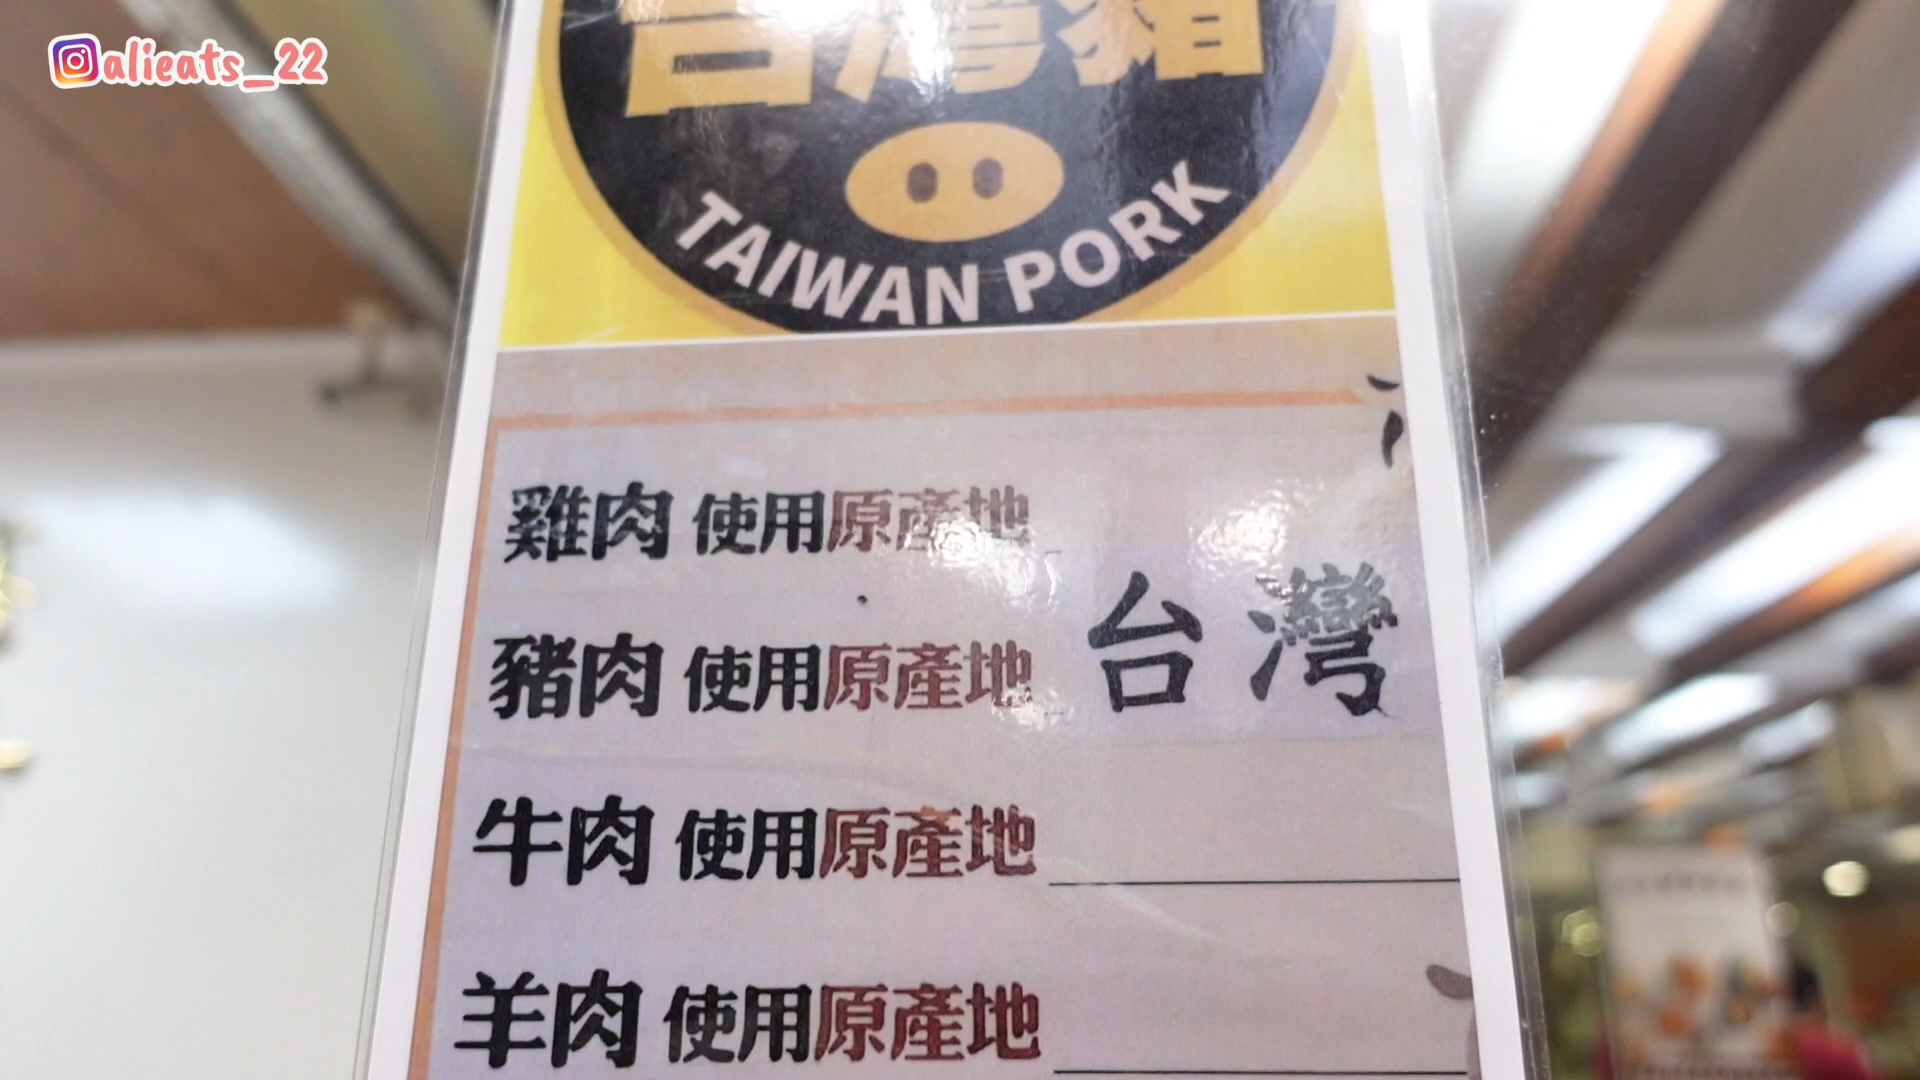 alieats_22
台灣豬
TAIWAN PORK
雞肉 使用原產地
豬肉 使用原產地 台灣
牛肉 使用原產地
羊肉 使用原產地